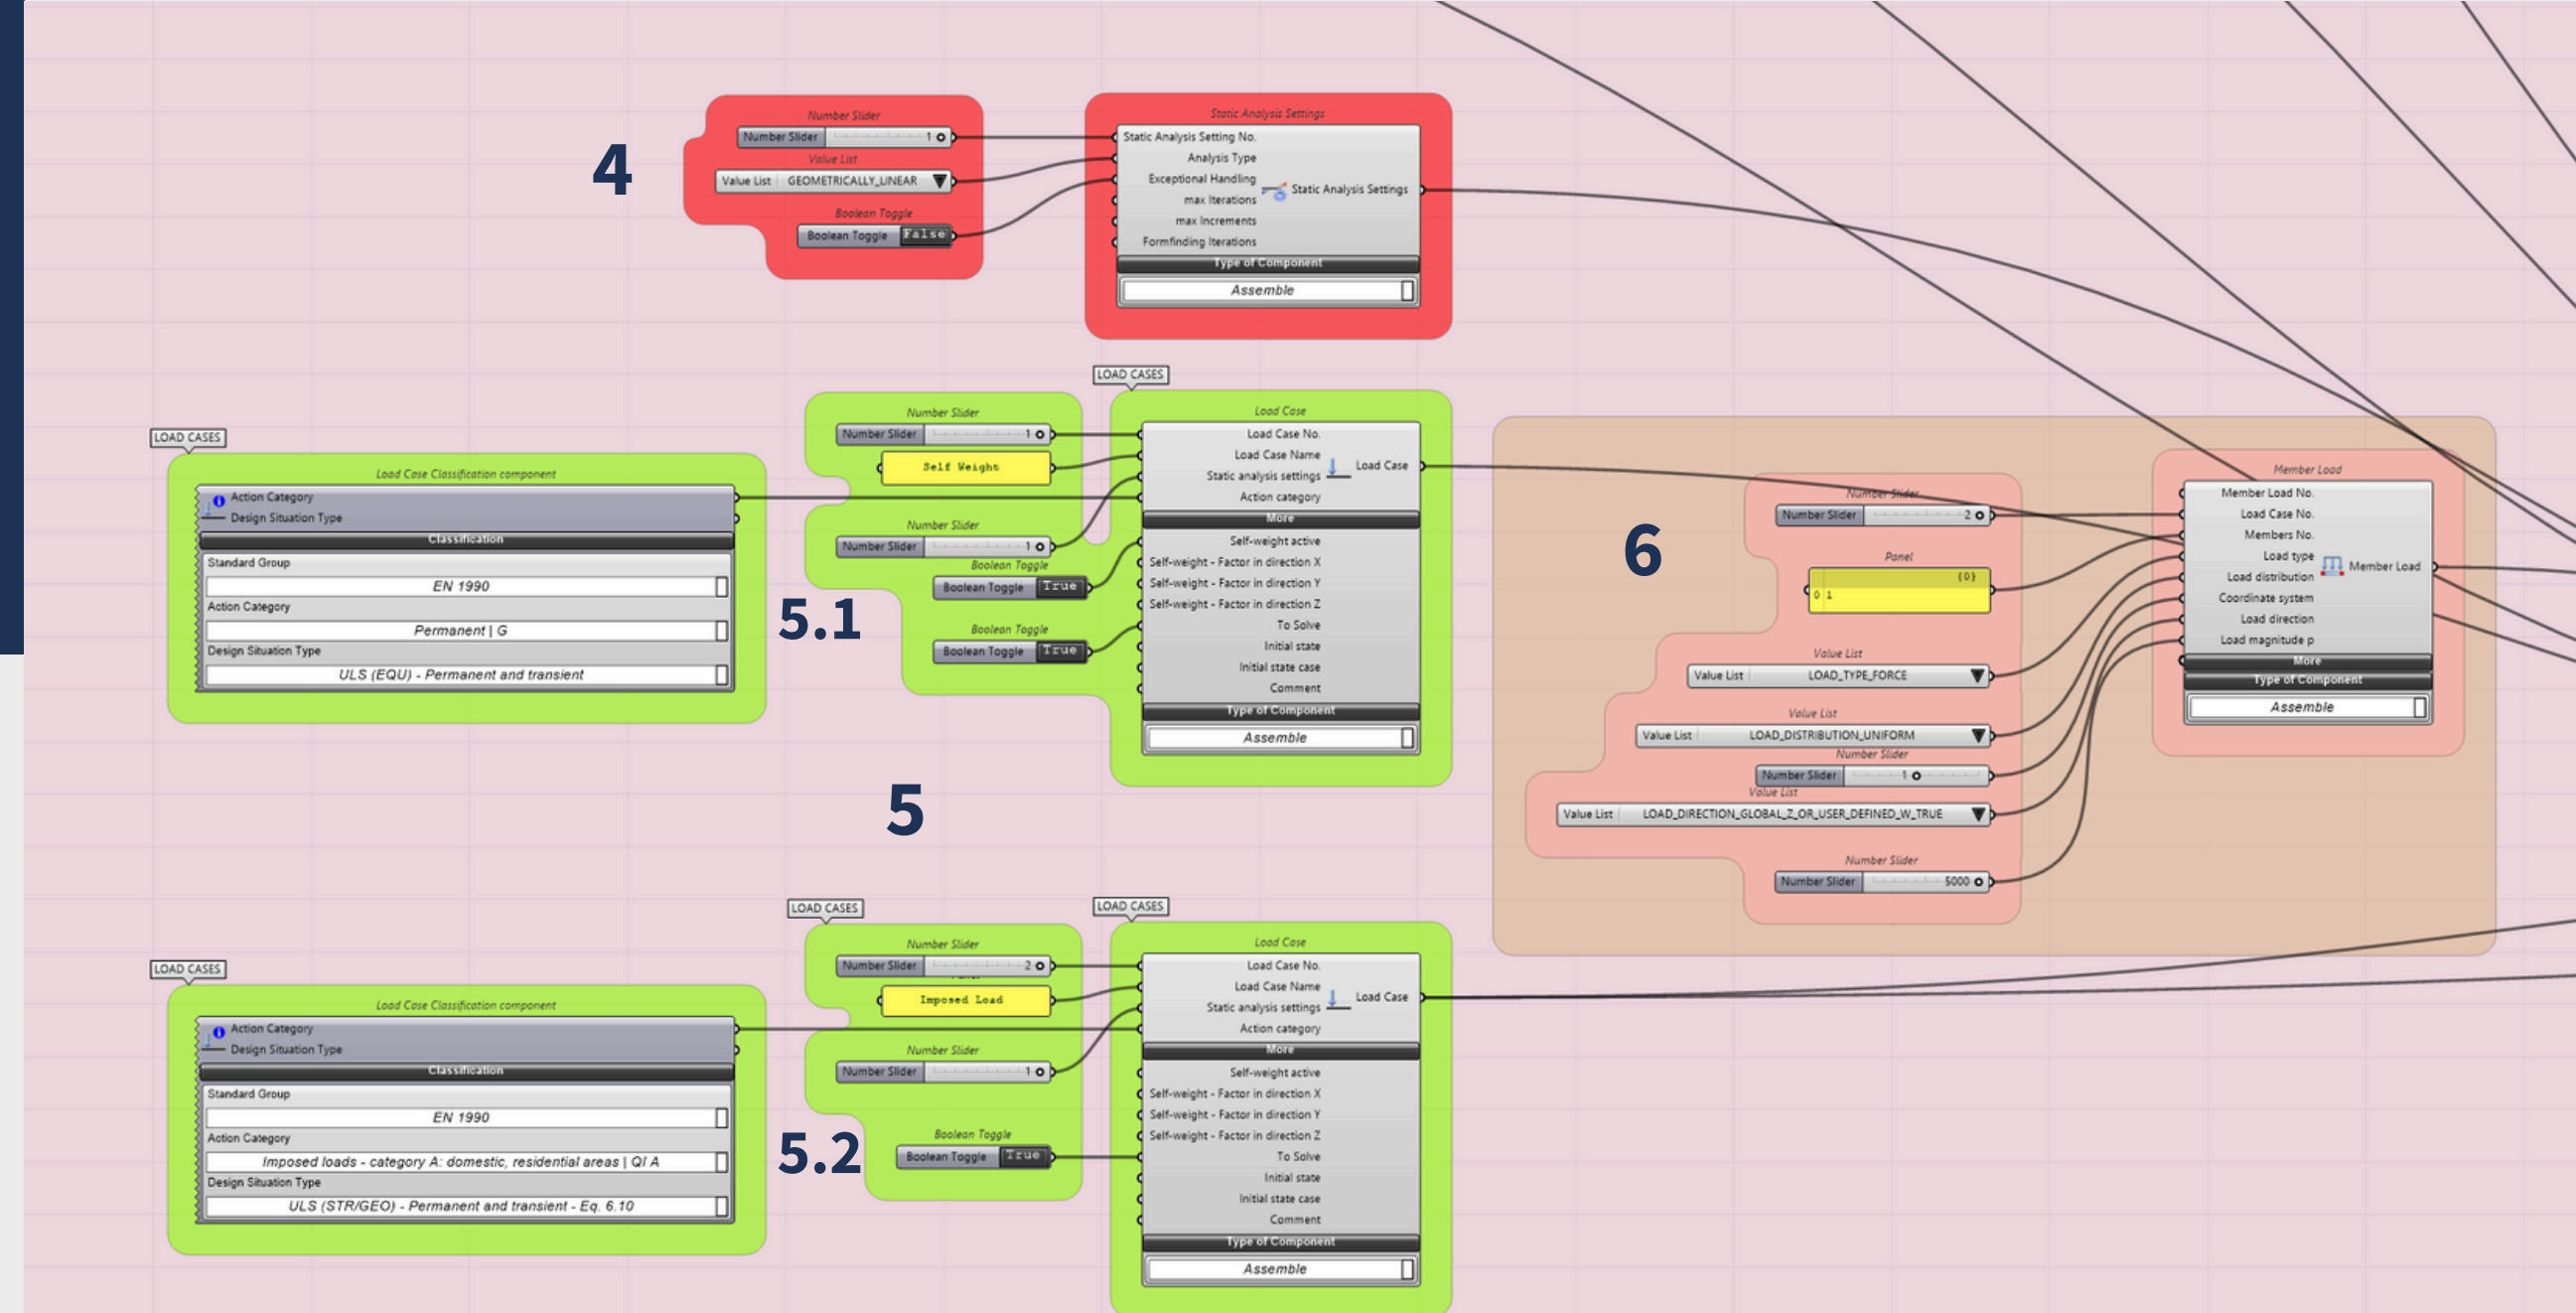 4
Number Slider
Number Slider 1
Value List
Value List GEOMETRICALLY_LINEAR
Boolean Toggle
Boolean Toggle False
Static Analysis Settings
Static Analysis Setting No.
Analysis Type
Exceptional Handling
max Iterations
max Increments
Formfinding Iterations
Static Analysis Settings
Type of Component
Assemble
LOAD CASES
Load Case Classification component
Action Category
Design Situation Type
Classification
Standard Group
EN 1990
Action Category
Permanent | G
Design Situation Type
ULS (EQU) - Permanent and transient
5.1
Number Slider
Number Slider 1
Self Weight
Number Slider
Number Slider 1
Boolean Toggle
Boolean Toggle True
Boolean Toggle
Boolean Toggle True
LOAD CASES
Load Case
Load Case No.
Load Case Name
Static analysis settings
Action category
Load Case
More
Self-weight active
Self-weight - Factor in direction X
Self-weight - Factor in direction Y
Self-weight - Factor in direction Z
To Solve
Initial state
Initial state case
Comment
Type of Component
Assemble
5
6
Number Slider
Number Slider 2
Panel
{0}
0 1
Value List
Value List LOAD_TYPE_FORCE
Value List
Value List LOAD_DISTRIBUTION_UNIFORM
Number Slider
Number Slider 1
Value List
Value List LOAD_DIRECTION_GLOBAL_Z_OR_USER_DEFINED_W_TRUE
Number Slider
Number Slider 5000
Member Load
Member Load No.
Load Case No.
Members No.
Load type
Load distribution
Coordinate system
Load direction
Load magnitude p
Member Load
More
Type of Component
Assemble
LOAD CASES
Load Case Classification component
Action Category
Design Situation Type
Classification
Standard Group
EN 1990
Action Category
Imposed loads - category A: domestic, residential areas | QI A
Design Situation Type
ULS (STR/GEO) - Permanent and transient - Eq. 6.10
5.2
LOAD CASES
Number Slider
Number Slider 2
Imposed Load
Number Slider
Number Slider 1
Boolean Toggle
Boolean Toggle True
LOAD CASES
Load Case
Load Case No.
Load Case Name
Static analysis settings
Action category
Load Case
More
Self-weight active
Self-weight - Factor in direction X
Self-weight - Factor in direction Y
Self-weight - Factor in direction Z
To Solve
Initial state
Initial state case
Comment
Type of Component
Assemble